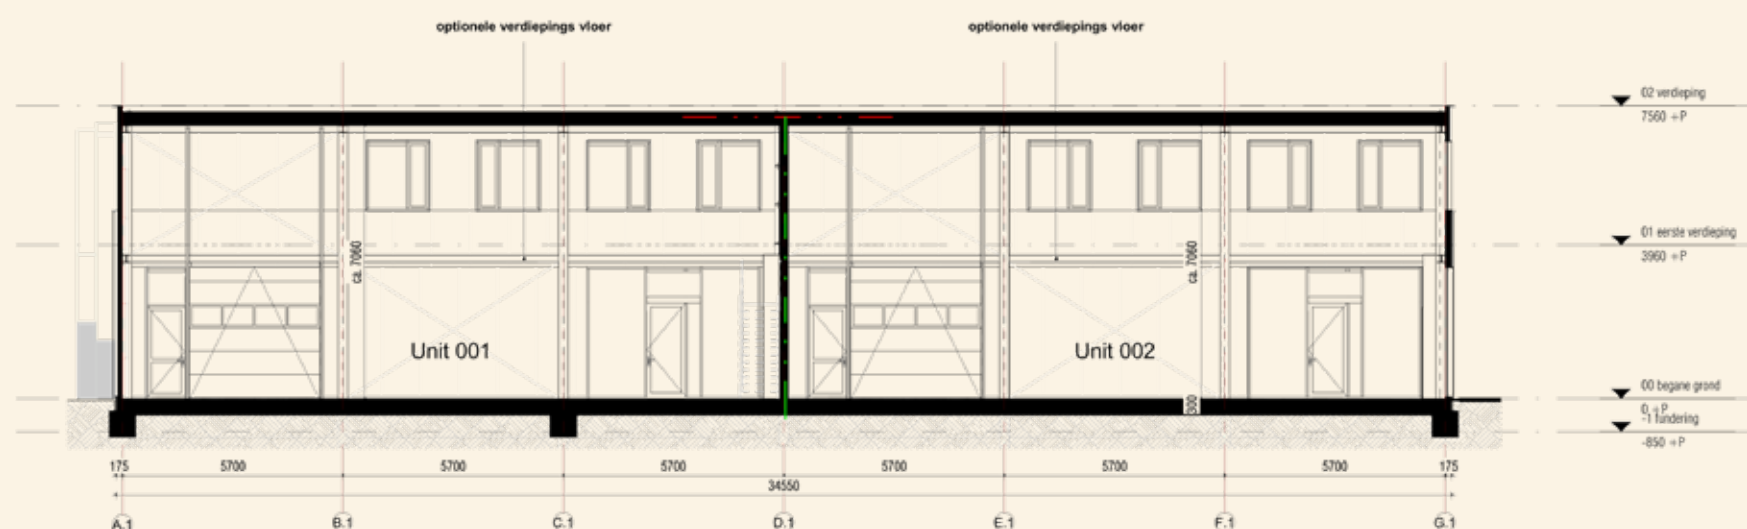 optionele verdiepings vloer
optionele verdiepings vloer
02 verdieping
7560 +P
01 eerste verdieping
3960 +P
ca. 7060
ca. 7060
Unit 001
Unit 002
00 begane grond
0 +P
-1 fundering
-850 +P
300
175 5700 5700 5700 5700 5700 5700 175
34550
A.1 B.1 C.1 D.1 E.1 F.1 G.1